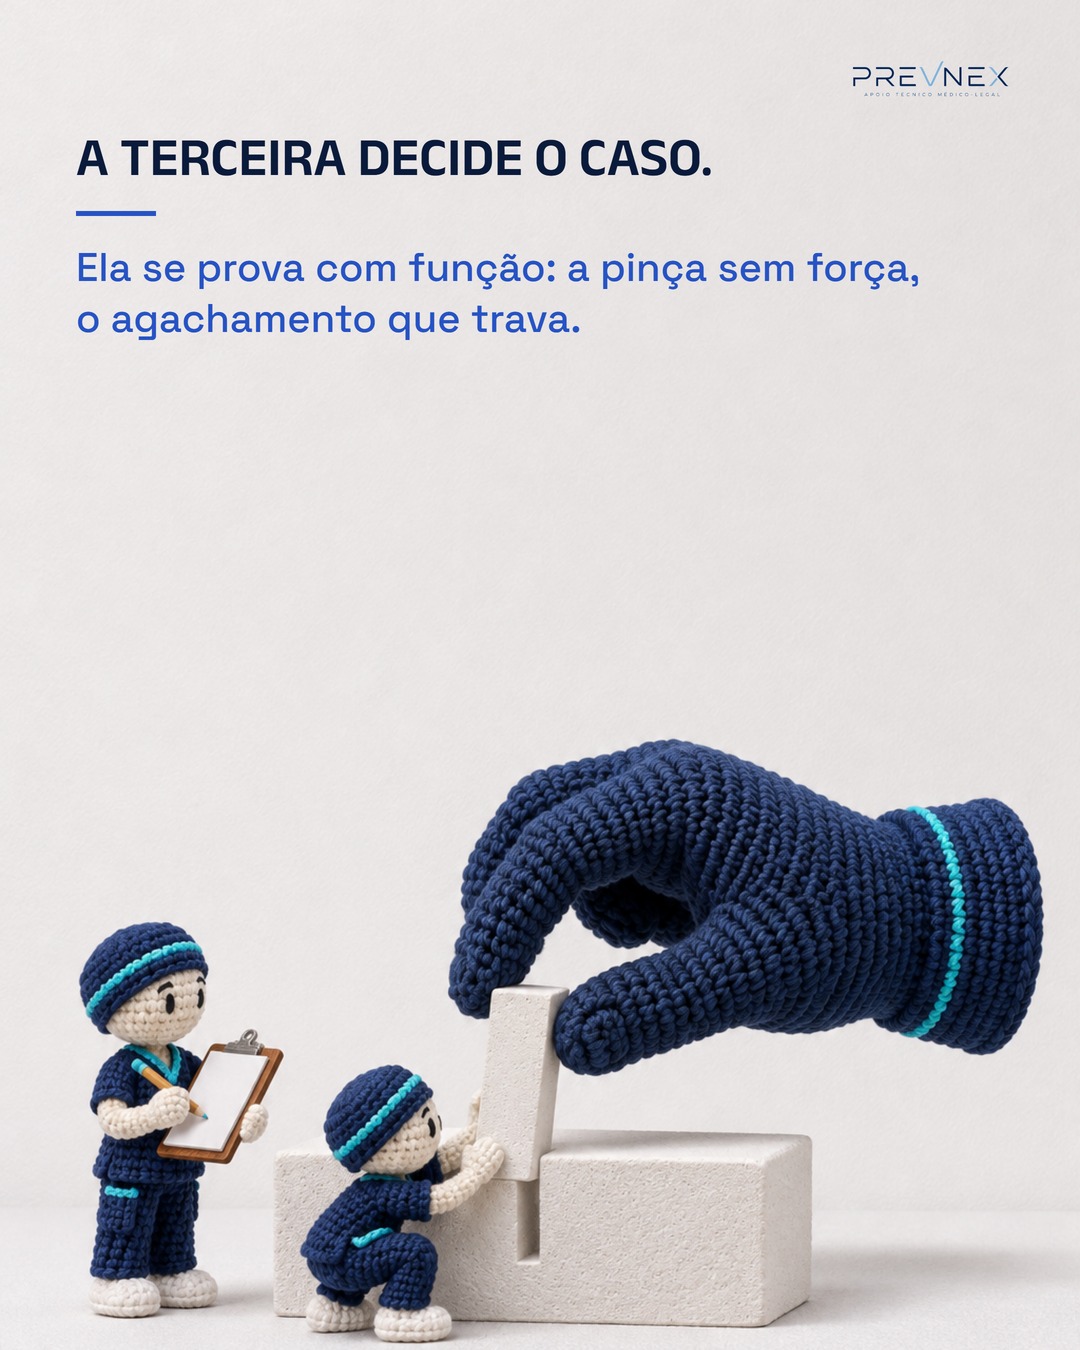 PREVNEX
APOIO TÉCNICO MÉDICO-LEGAL
A TERCEIRA DECIDE O CASO.
Ela se prova com função: a pinça sem força,
o agachamento que trava.